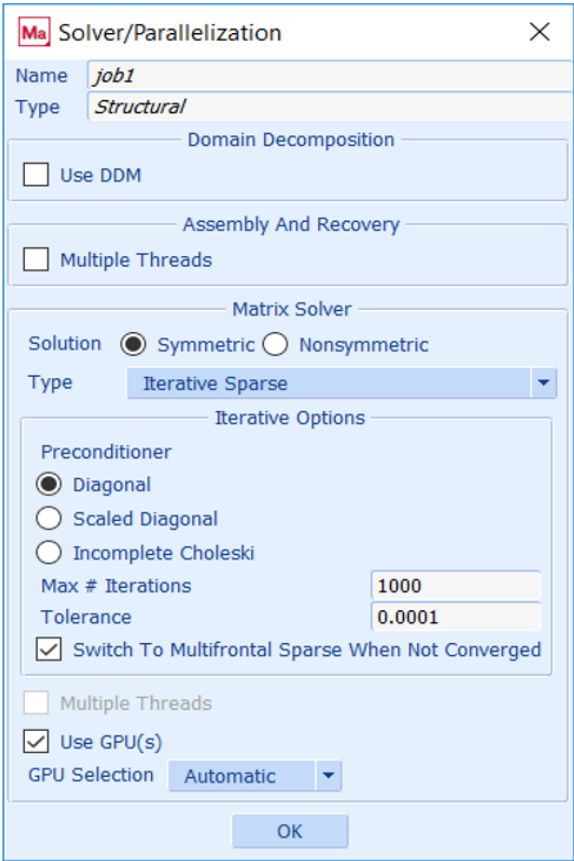 Ma Solver/Parallelization
Name job1
Type Structural
Domain Decomposition
Use DDM
Assembly And Recovery
Multiple Threads
Matrix Solver
Solution Symmetric Nonsymmetric
Type Iterative Sparse
Iterative Options
Preconditioner
Diagonal
Scaled Diagonal
Incomplete Choleski
Max # Iterations 1000
Tolerance 0.0001
Switch To Multifrontal Sparse When Not Converged
Multiple Threads
Use GPU(s)
GPU Selection Automatic
OK